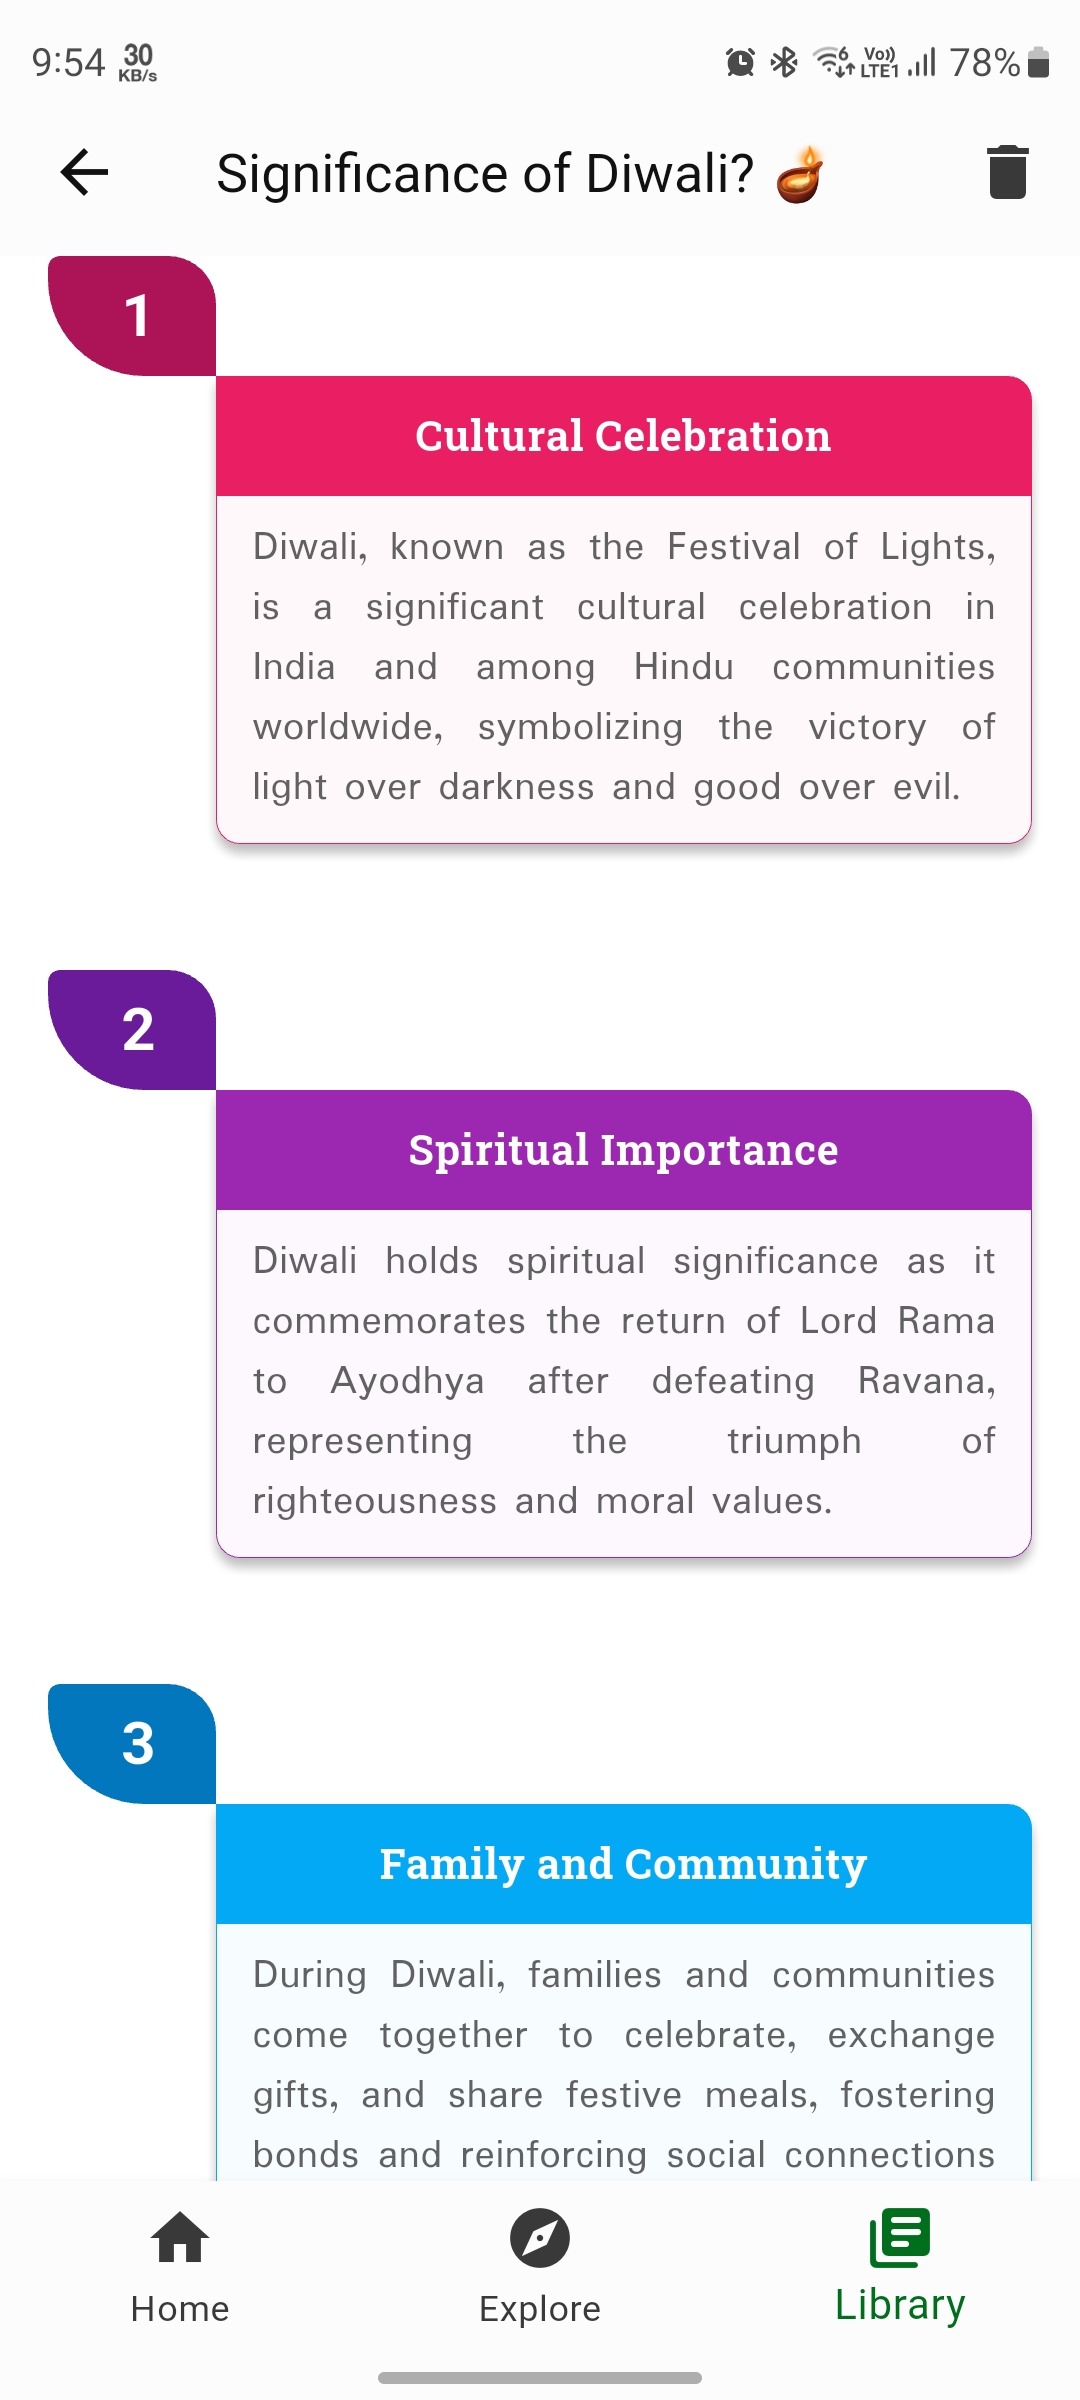 9:54 30 KB/s Vo)) LTE1 78%
Significance of Diwali?
1
Cultural Celebration
Diwali, known as the Festival of Lights,
is a significant cultural celebration in
India and among Hindu communities
worldwide, symbolizing the victory of
light over darkness and good over evil.
2
Spiritual Importance
Diwali holds spiritual significance as it
commemorates the return of Lord Rama
to Ayodhya after defeating Ravana,
representing the triumph of
righteousness and moral values.
3
Family and Community
During Diwali, families and communities
come together to celebrate, exchange
gifts, and share festive meals, fostering
bonds and reinforcing social connections
Home Explore Library